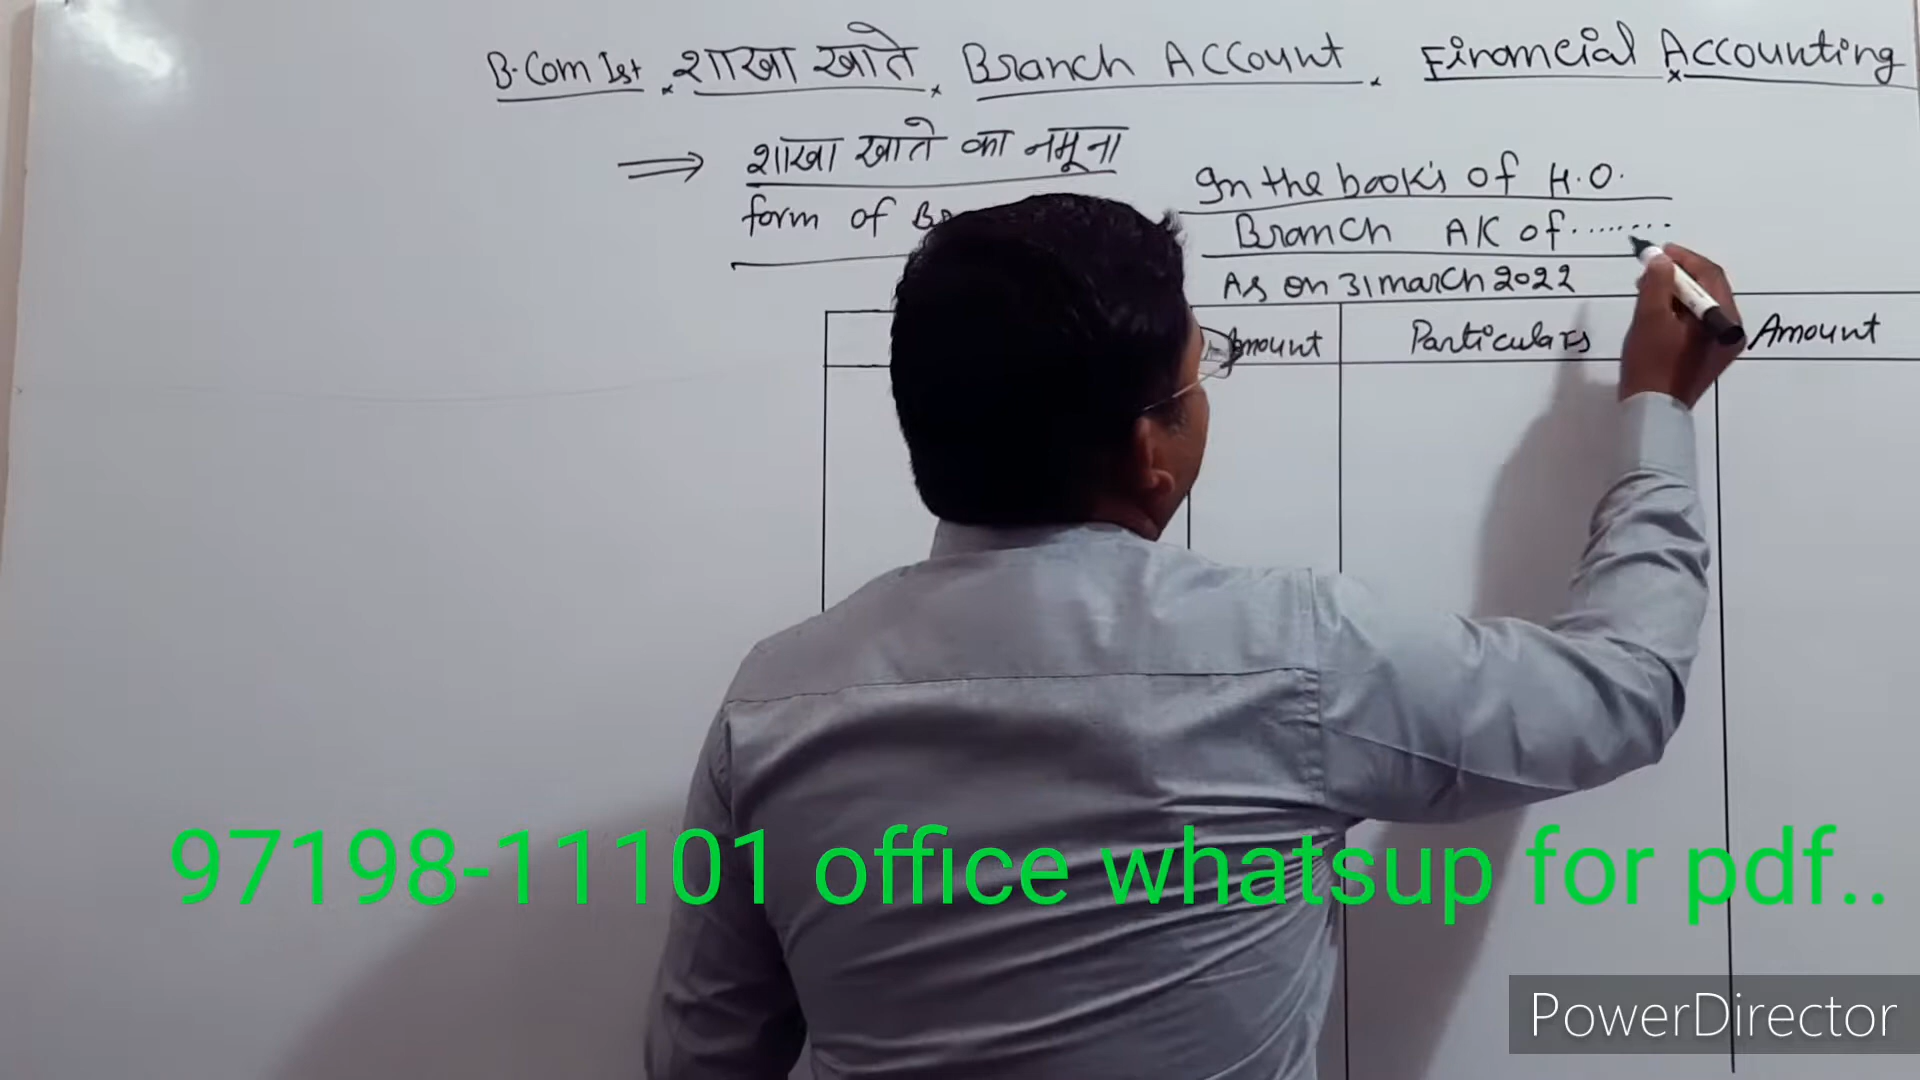 B.Com Ist . शाखा खाते . Branch Account . Financial Accounting
⇒ शाखा खाते का नमूना
form of
In the book's of H.O.
Branch A/C of........
As on 31 march 2022
Amount Particulars Amount
97198-11101 office whatsup for pdf..
PowerDirector